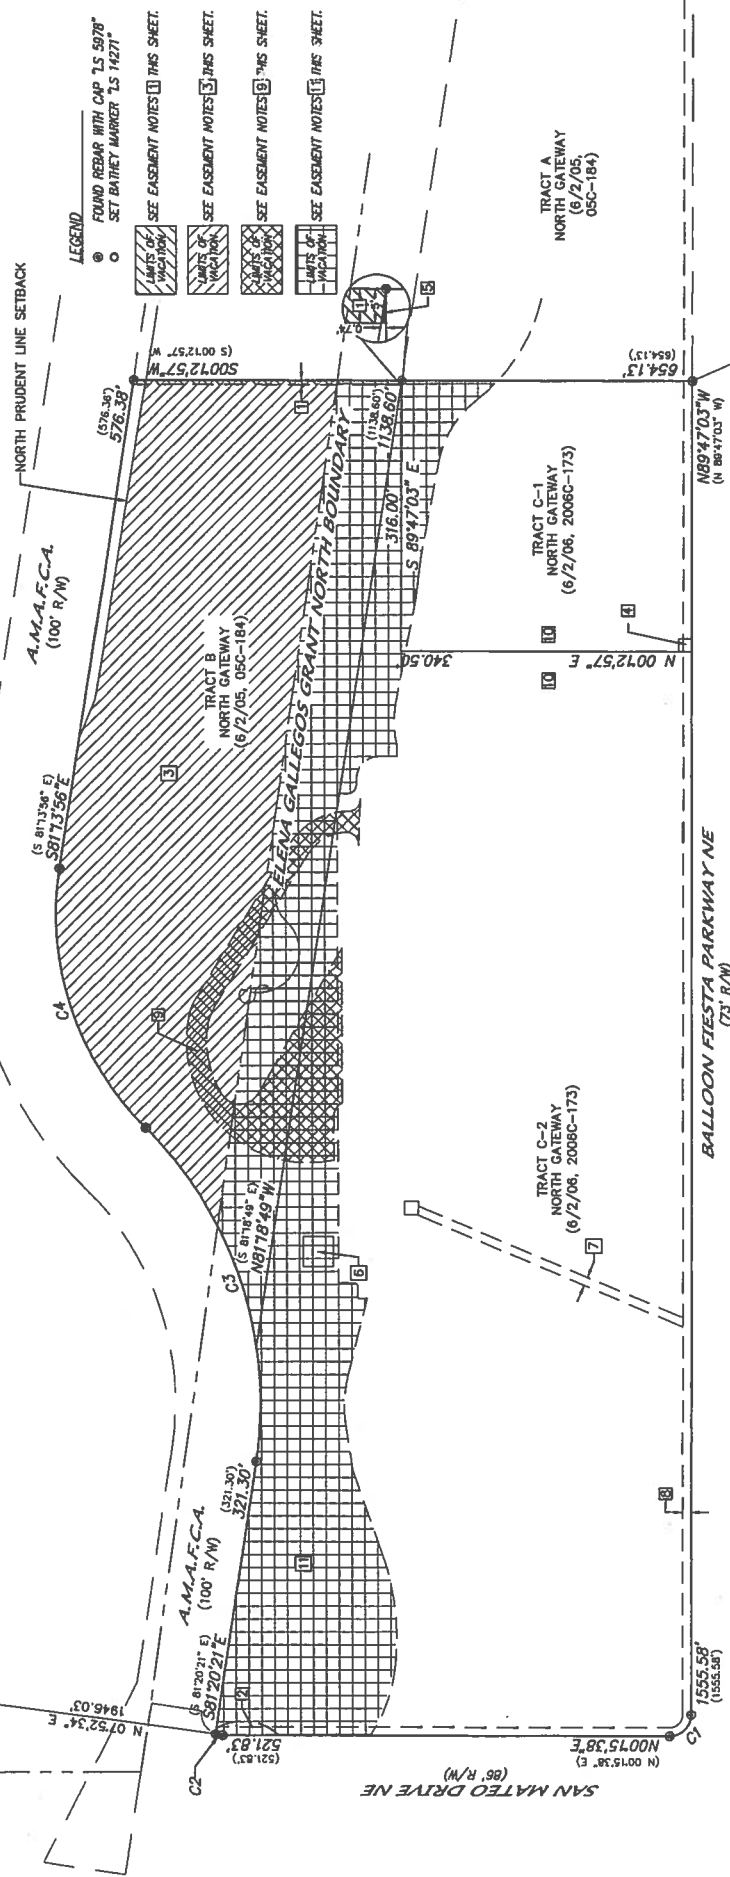 LEGEND
FOUND REBAR WITH CAP "LS 5978"
SET BATHEY MARKER "LS 14271"
LIMITS OF VACATION
SEE EASEMENT NOTES 1 THIS SHEET.
LIMITS OF VACATION
SEE EASEMENT NOTES 3 THIS SHEET.
LIMITS OF VACATION
SEE EASEMENT NOTES 9 THIS SHEET.
LIMITS OF VACATION
SEE EASEMENT NOTES 11 THIS SHEET.
NORTH PRUDENT LINE SETBACK
A.M.A.F.C.A.
(100' R/W)
(576.38')
576.38'
(S 81°13'56" E)
S81°13'56"E
C4
C3
A.M.A.F.C.A.
(100' R/W)
(321.30')
321.30'
(S 81°20'21" E)
S81°20'21"E
C2
N 07°52'34" E
1946.03'
S00°12'57"W
(S 00°12'57" W)
654.13'
(654.13')
TRACT A
NORTH GATEWAY
(6/2/05,
05C-184)
TRACT B
NORTH GATEWAY
(6/2/05, 05C-184)
ELENA GALLEGOS GRANT NORTH BOUNDARY
(1138.60')
1138.60'
(S 81°18'49" E)
N81°18'49"W
316.00'
S 89°47'03" E
340.50'
N 00°12'57" E
TRACT C-1
NORTH GATEWAY
(6/2/06, 2006C-173)
TRACT C-2
NORTH GATEWAY
(6/2/06, 2006C-173)
1
0.74'
5'
5
1
3
9
10
10
4
6
7
8
11
2
521.83'
(521.83')
N00°15'38"E
(N 00°15'38" E)
SAN MATEO DRIVE NE
(86' R/W)
C1
1555.58'
(1555.58')
BALLOON FIESTA PARKWAY NE
(73' R/W)
N89°47'03"W
(N 89°47'03" W)